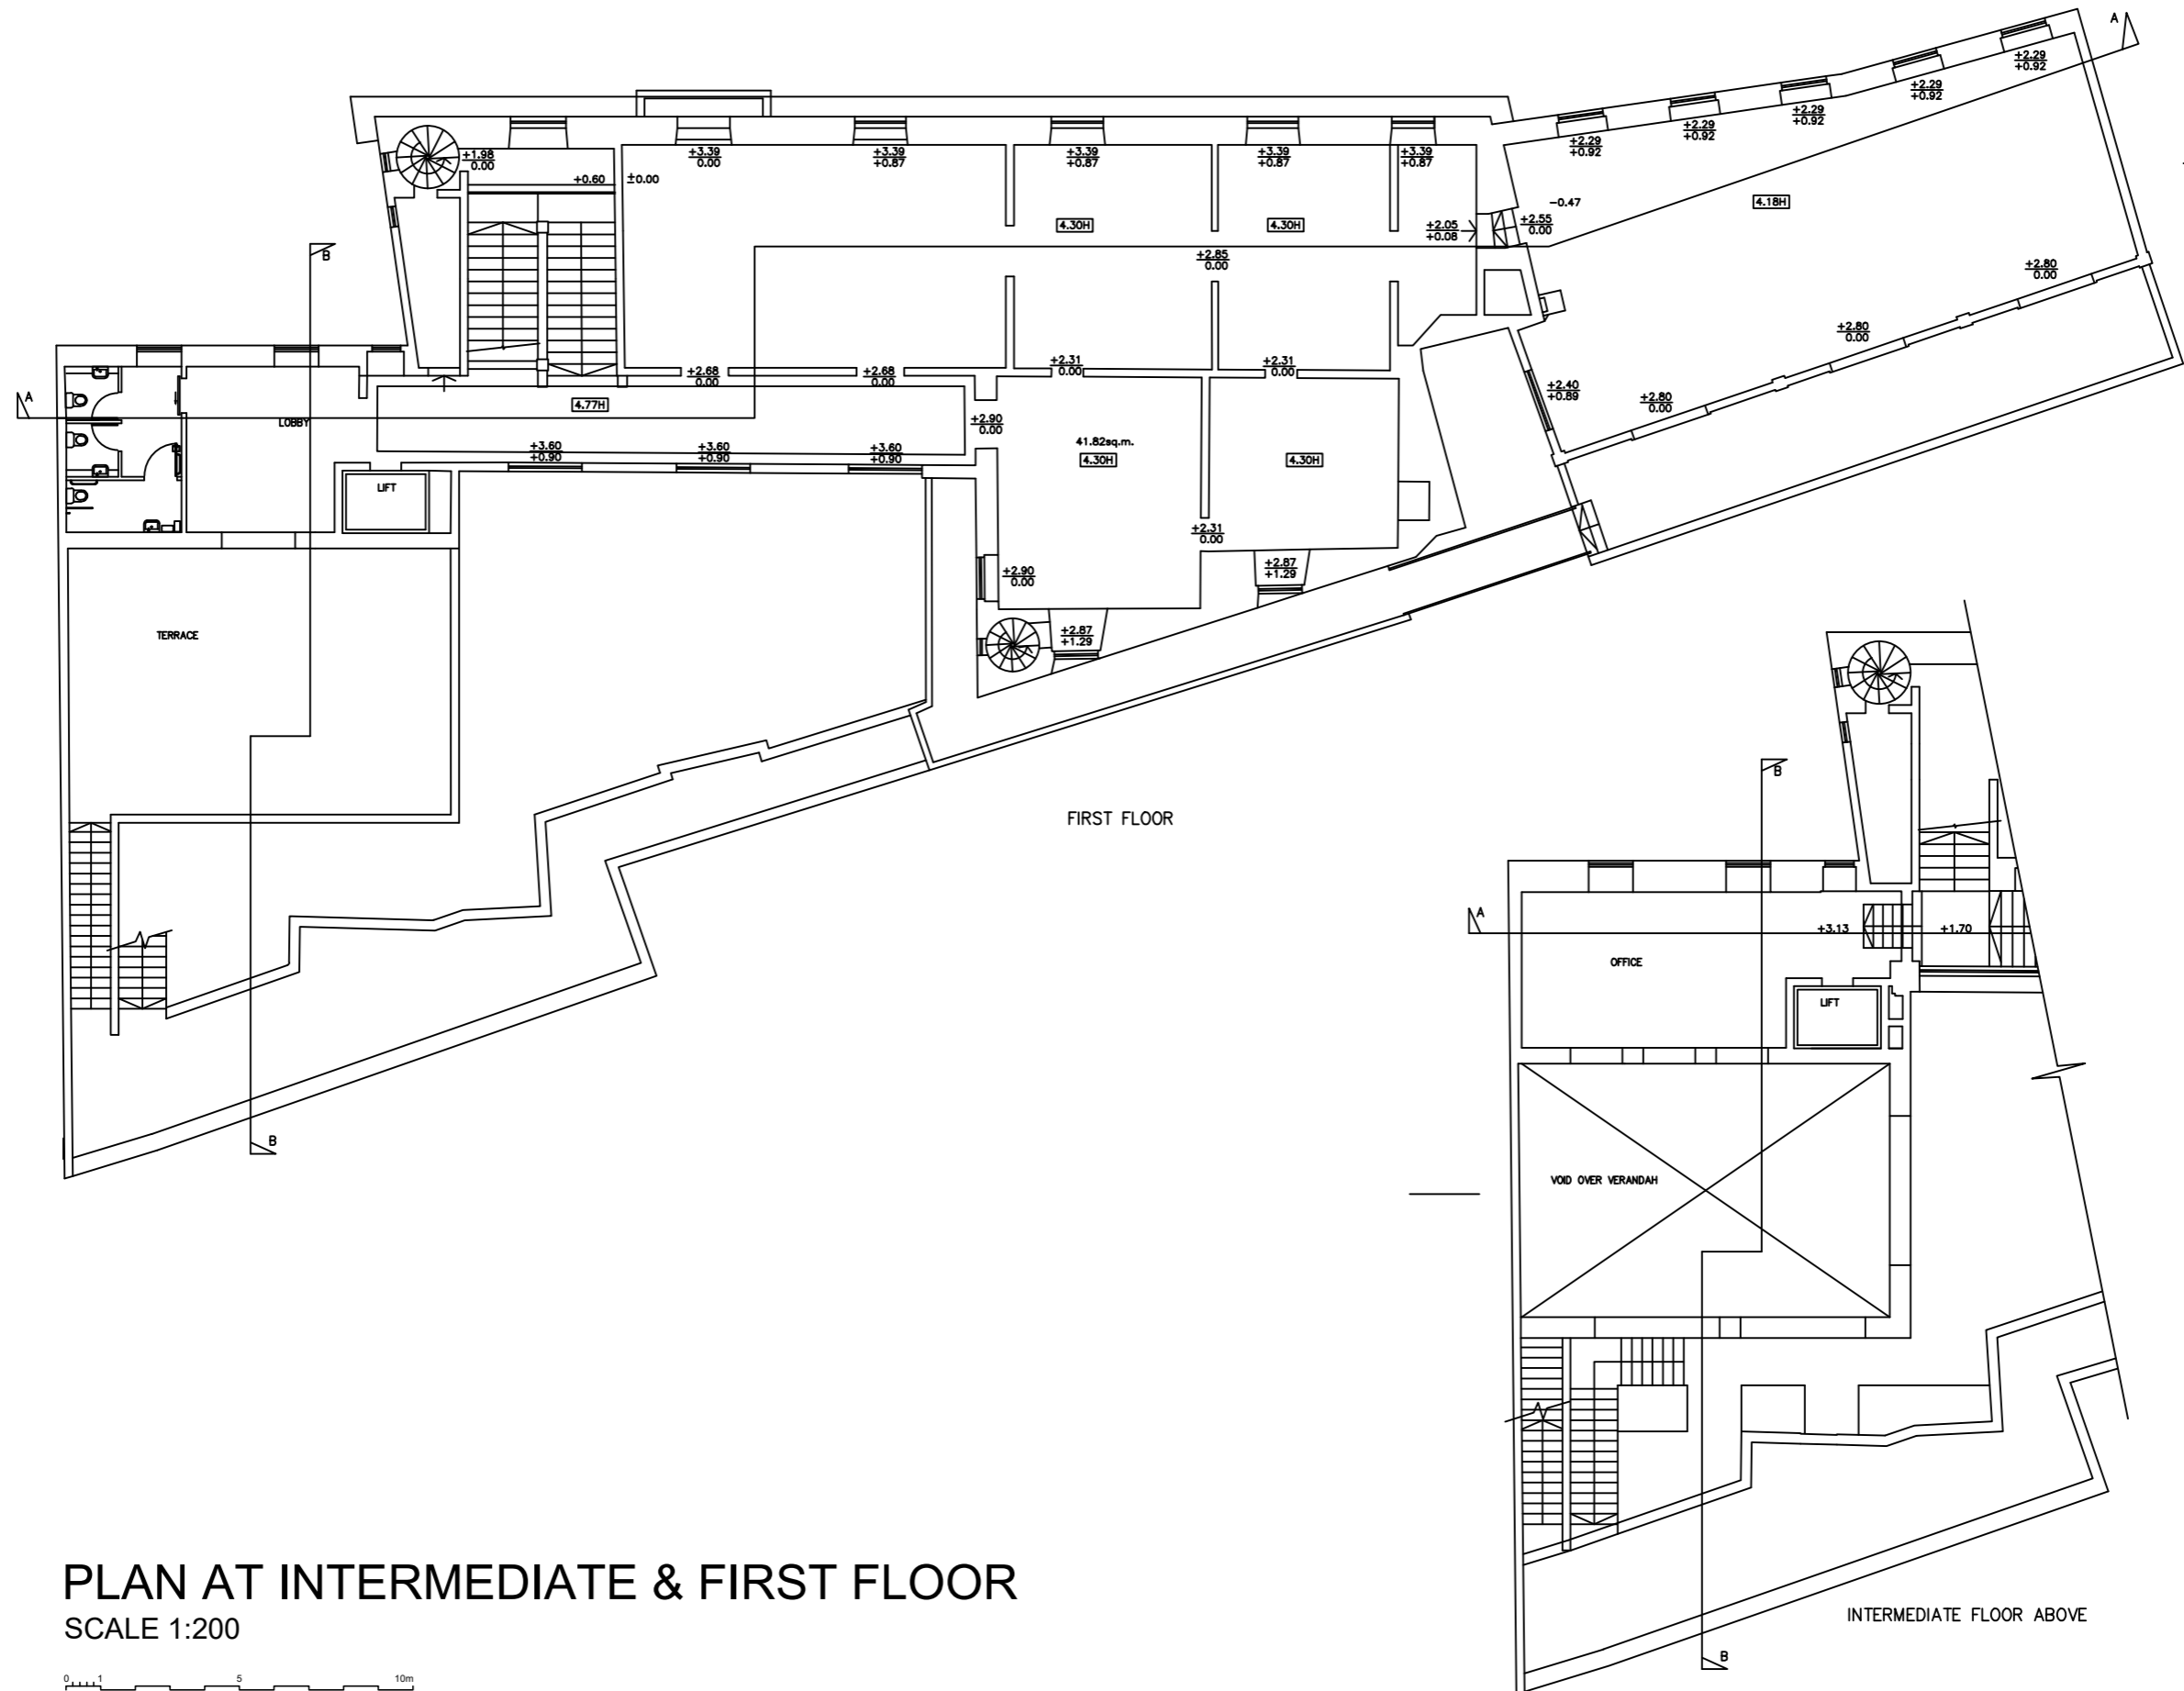 A
+2.29
+0.92
+2.29
+0.92
+2.29
+0.92
+2.29
+0.92
+2.29
+0.92
+1.98
0.00
+3.39
0.00
+3.39
+0.87
+3.39
+0.87
+3.39
+0.87
+3.39
+0.87
+0.60
±0.00
-0.47
4.18H
4.30H
4.30H
+2.05
+0.08
+2.55
0.00
B
+2.85
0.00
+2.80
0.00
+2.80
0.00
+2.68
0.00
+2.68
0.00
+2.31
0.00
+2.31
0.00
+2.40
+0.89
+2.80
0.00
A
4.77H
LOBBY
+2.90
0.00
+3.60
+0.90
+3.60
+0.90
+3.60
+0.90
41.82sq.m.
4.30H
4.30H
LIFT
+2.31
0.00
+2.90
0.00
+2.87
+1.29
+2.87
+1.29
TERRACE
B
FIRST FLOOR
B
A
+3.13
+1.70
OFFICE
LIFT
VOID OVER VERANDAH
B
INTERMEDIATE FLOOR ABOVE
PLAN AT INTERMEDIATE & FIRST FLOOR
SCALE 1:200
0 1 5 10m